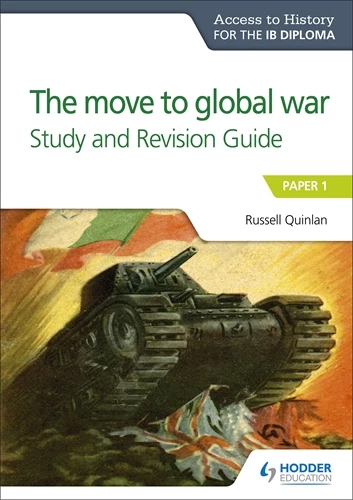 Access to History
FOR THE IB DIPLOMA
The move to global war
Study and Revision Guide
PAPER 1
Russell Quinlan
HODDER
EDUCATION